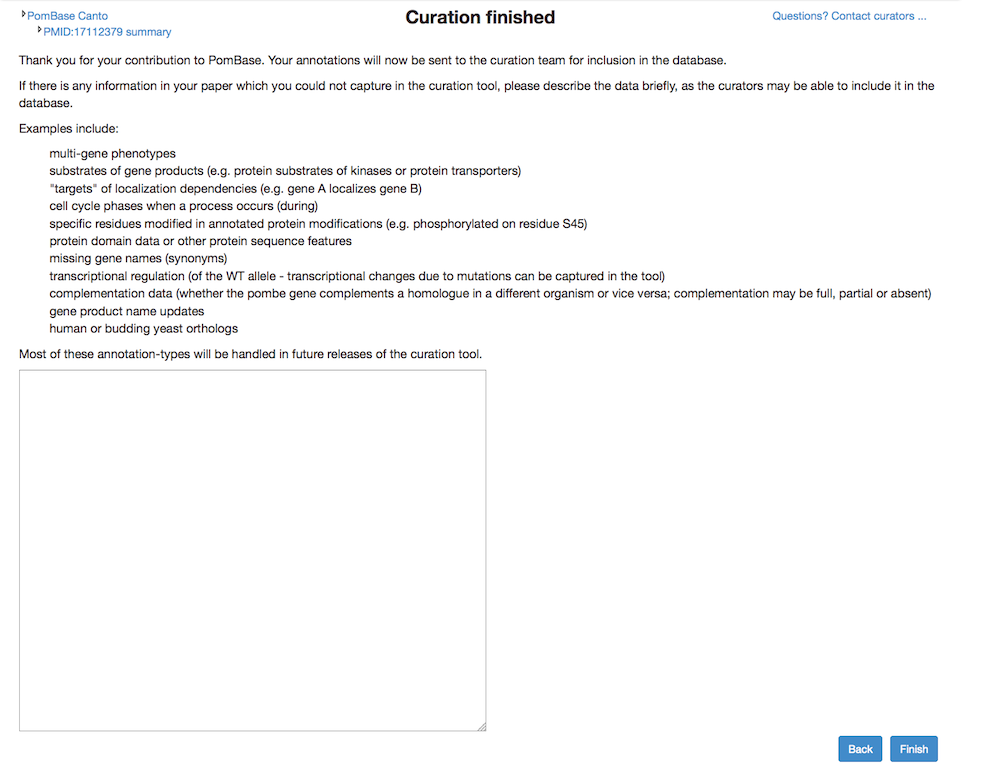 PomBase Canto
PMID:17112379 summary
Curation finished
Questions? Contact curators ...
Thank you for your contribution to PomBase. Your annotations will now be sent to the curation team for inclusion in the database.
If there is any information in your paper which you could not capture in the curation tool, please describe the data briefly, as the curators may be able to include it in the
database.
Examples include:
multi-gene phenotypes
substrates of gene products (e.g. protein substrates of kinases or protein transporters)
"targets" of localization dependencies (e.g. gene A localizes gene B)
cell cycle phases when a process occurs (during)
specific residues modified in annotated protein modifications (e.g. phosphorylated on residue S45)
protein domain data or other protein sequence features
missing gene names (synonyms)
transcriptional regulation (of the WT allele - transcriptional changes due to mutations can be captured in the tool)
complementation data (whether the pombe gene complements a homologue in a different organism or vice versa; complementation may be full, partial or absent)
gene product name updates
human or budding yeast orthologs
Most of these annotation-types will be handled in future releases of the curation tool.
Back
Finish